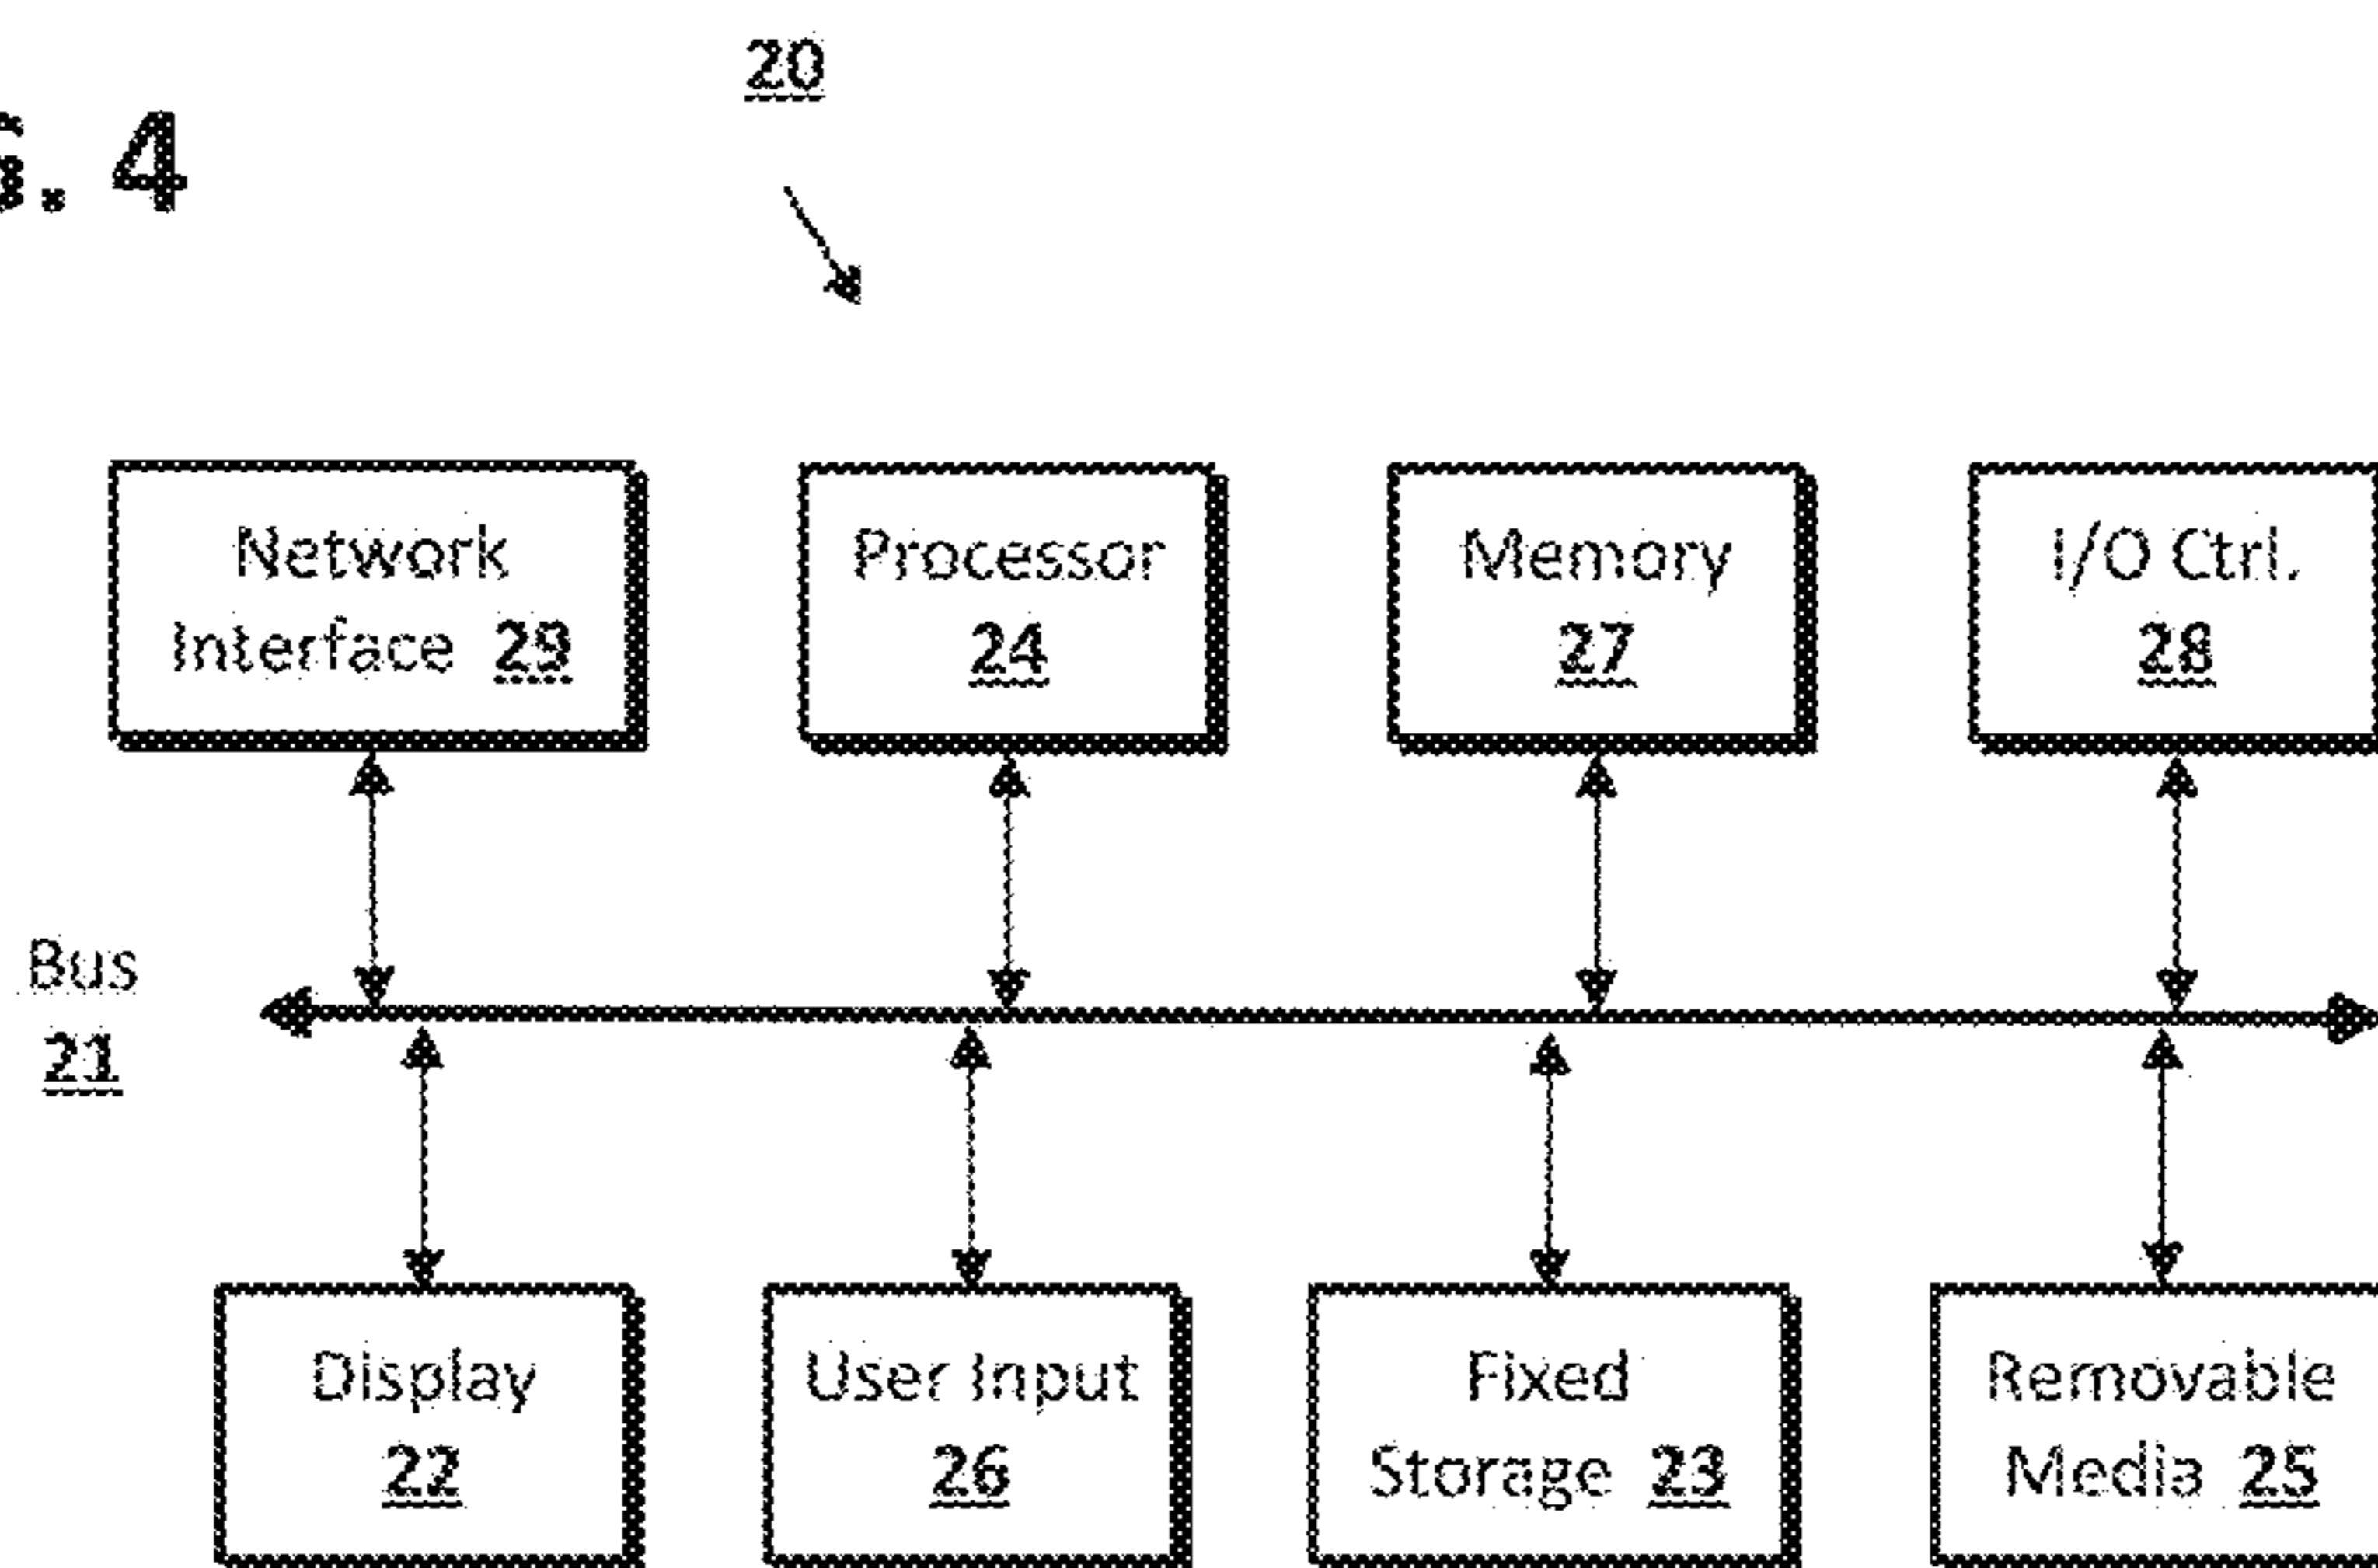 20
G. 4
Network
Interface 29
Processor
24
Memory
27
I/O Ctrl.
28
Bus
21
Display
22
User Input
26
Fixed
Storage 23
Removable
Media 25